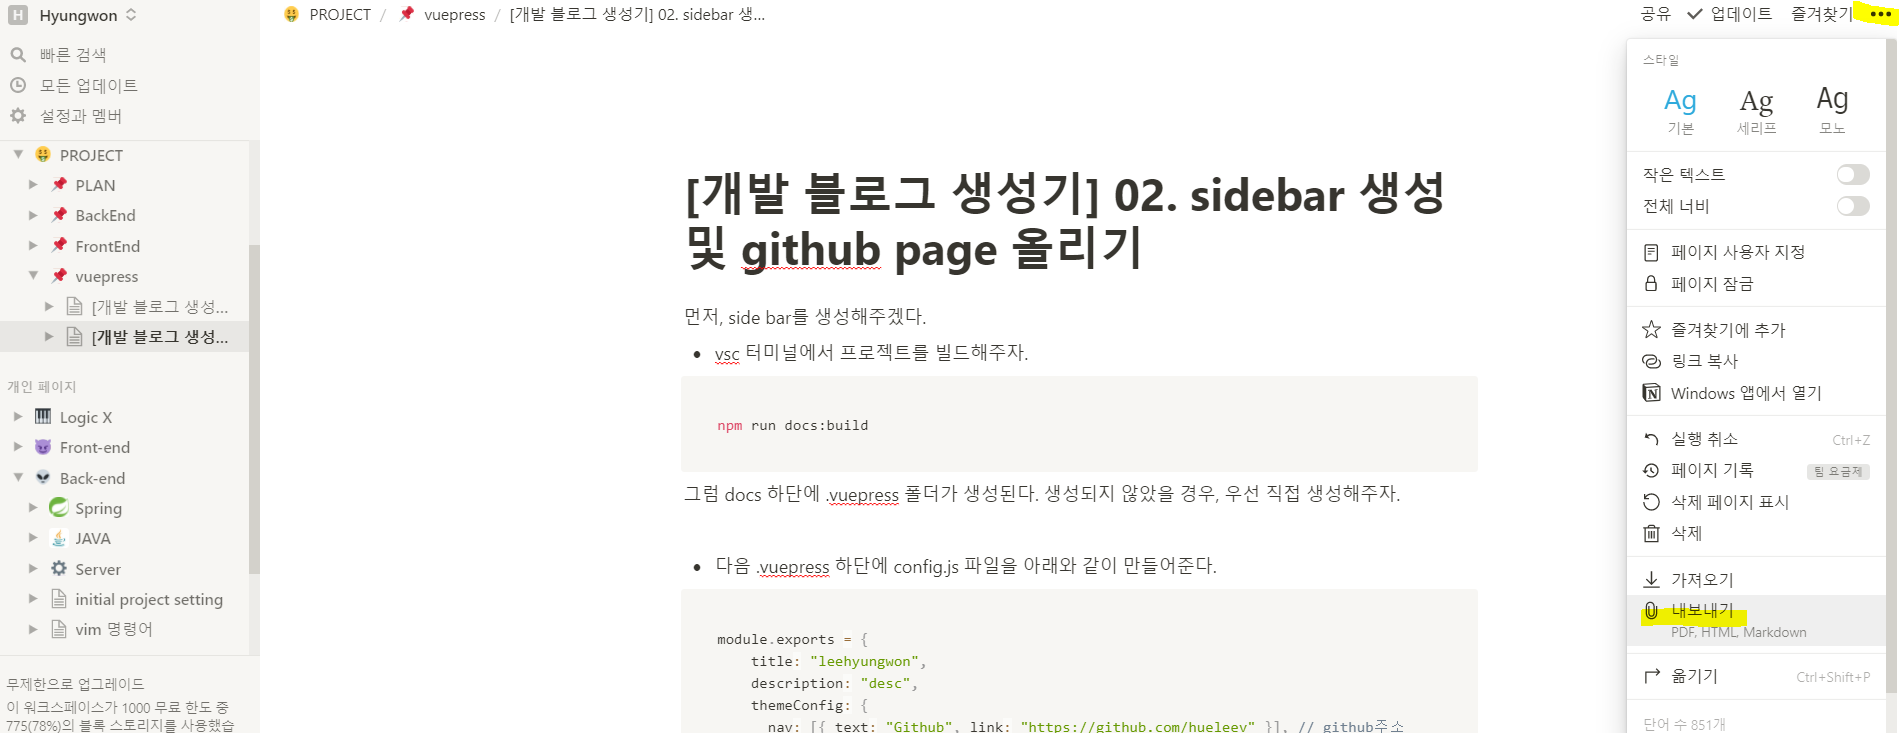 H Hyungwon
빠른 검색
모든 업데이트
설정과 멤버
PROJECT
PLAN
BackEnd
FrontEnd
vuepress
[개발 블로그 생성...
[개발 블로그 생성...
개인 페이지
Logic X
Front-end
Back-end
Spring
JAVA
Server
initial project setting
vim 명령어
무제한으로 업그레이드
이 워크스페이스가 1000 무료 한도 중
775(78%)의 블록 스토리지를 사용했습
PROJECT / vuepress / [개발 블로그 생성기] 02. sidebar 생...
공유 업데이트 즐겨찾기 •••
[개발 블로그 생성기] 02. sidebar 생성
및 github page 올리기
먼저, side bar를 생성해주겠다.
• vsc 터미널에서 프로젝트를 빌드해주자.
npm run docs:build
그럼 docs 하단에 .vuepress 폴더가 생성된다. 생성되지 않았을 경우, 우선 직접 생성해주자.
• 다음 .vuepress 하단에 config.js 파일을 아래와 같이 만들어준다.
module.exports = {
title: "leehyungwon",
description: "desc",
themeConfig: {
nav: [{ text: "Github", link: "https://github.com/hueleev" }], // github주소
스타일
Ag Ag Ag
기본 세리프 모노
작은 텍스트
전체 너비
페이지 사용자 지정
페이지 잠금
즐겨찾기에 추가
링크 복사
Windows 앱에서 열기
실행 취소 Ctrl+Z
페이지 기록 팀 요금제
삭제 페이지 표시
삭제
가져오기
내보내기
PDF, HTML, Markdown
옮기기 Ctrl+Shift+P
단어 수 851개